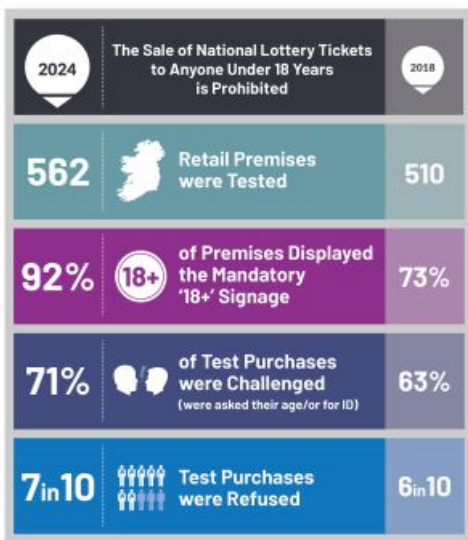 2024
The Sale of National Lottery Tickets
to Anyone Under 18 Years
is Prohibited
2018
562
Retail Premises
were Tested
510
92%
18+
of Premises Displayed
the Mandatory
‘18+’ Signage
73%
71%
of Test Purchases
were Challenged
(were asked their age/or for ID)
63%
7in10
Test Purchases
were Refused
6in10